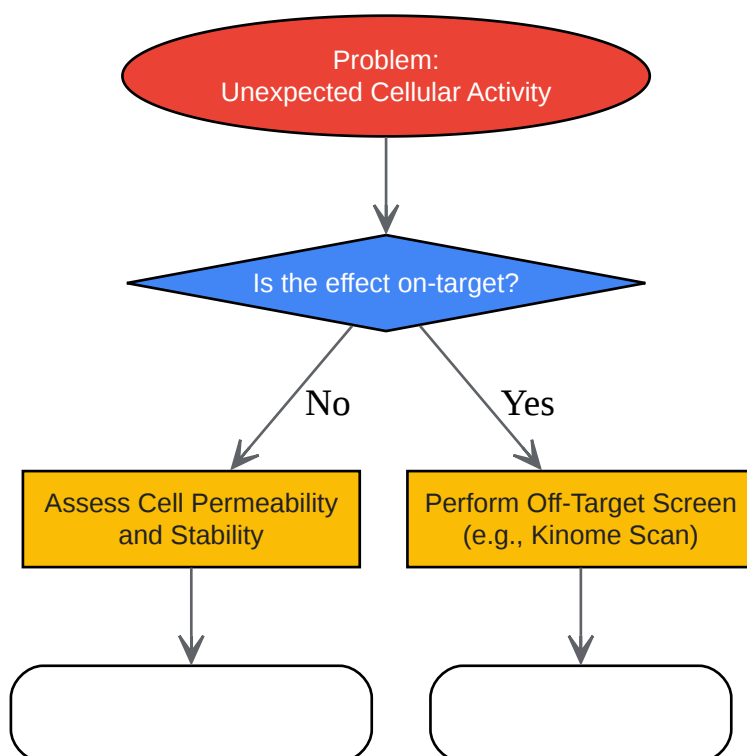 Problem:
Unexpected Cellular Activity
Is the effect on-target?
No
Yes
Assess Cell Permeability
and Stability
Perform Off-Target Screen
(e.g., Kinome Scan)